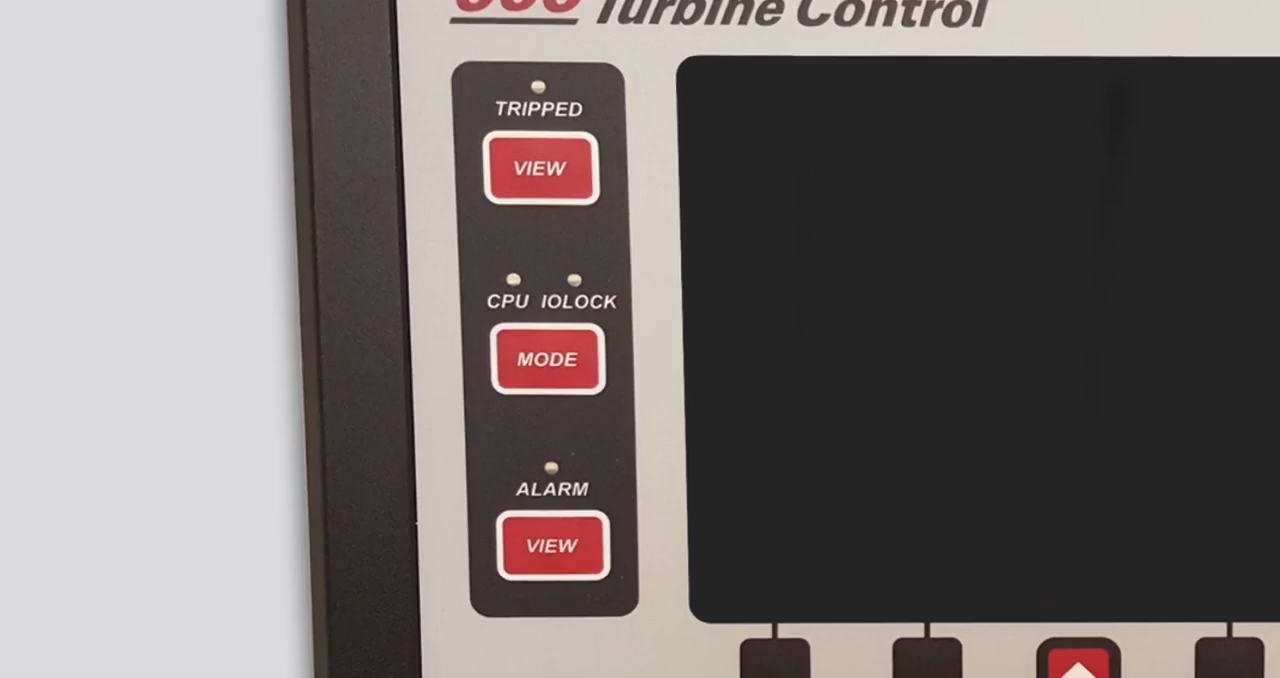 Turbine Control
TRIPPED
VIEW
CPU IOLOCK
MODE
ALARM
VIEW